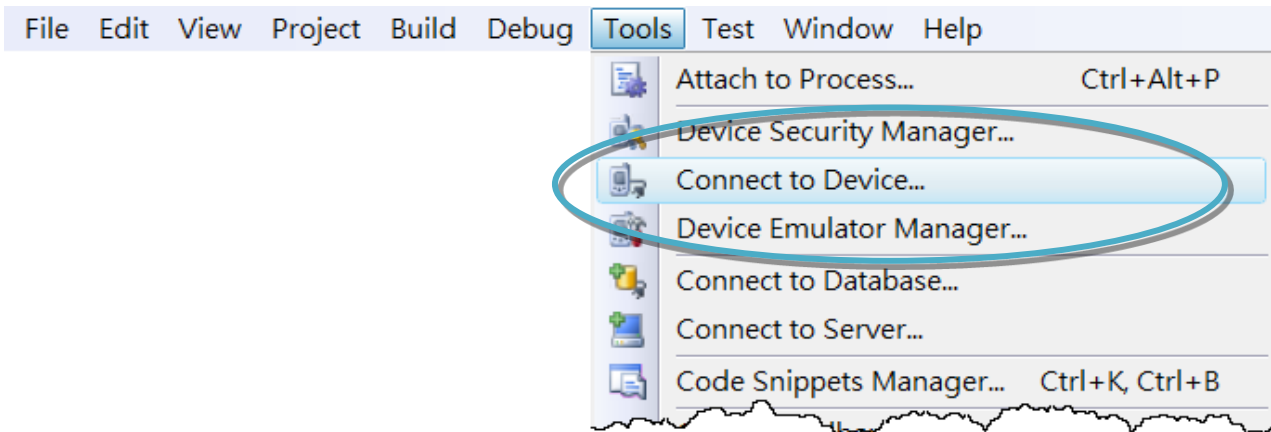 File Edit View Project Build Debug Tools Test Window Help
Attach to Process... Ctrl+Alt+P
Device Security Manager...
Connect to Device...
Device Emulator Manager...
Connect to Database...
Connect to Server...
Code Snippets Manager... Ctrl+K, Ctrl+B